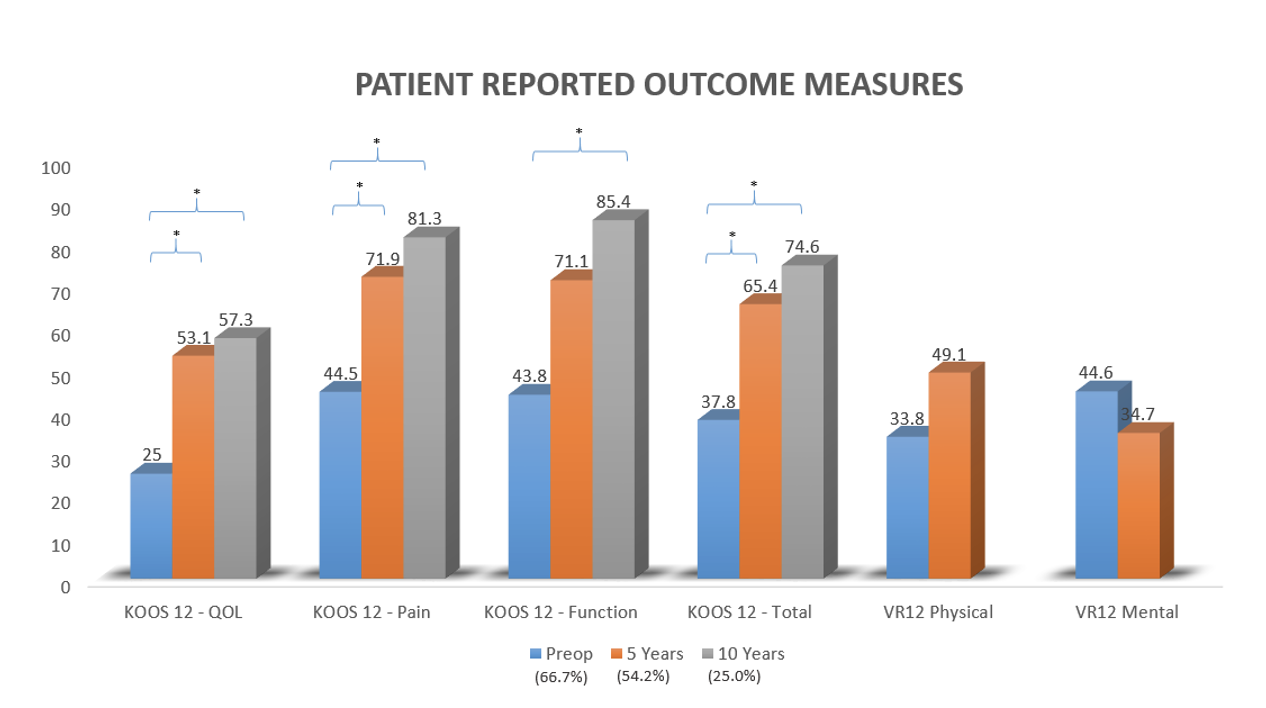 PATIENT REPORTED OUTCOME MEASURES
* *
*
*
*
*
*
100
90
80
70
60
50
40
30
20
10
0
25 53.1 57.3
44.5 71.9 81.3
43.8 71.1 85.4
37.8 65.4 74.6
33.8 49.1
44.6 34.7
KOOS 12 - QOL KOOS 12 - Pain KOOS 12 - Function KOOS 12 - Total VR12 Physical VR12 Mental
Preop 5 Years 10 Years
(66.7%) (54.2%) (25.0%)